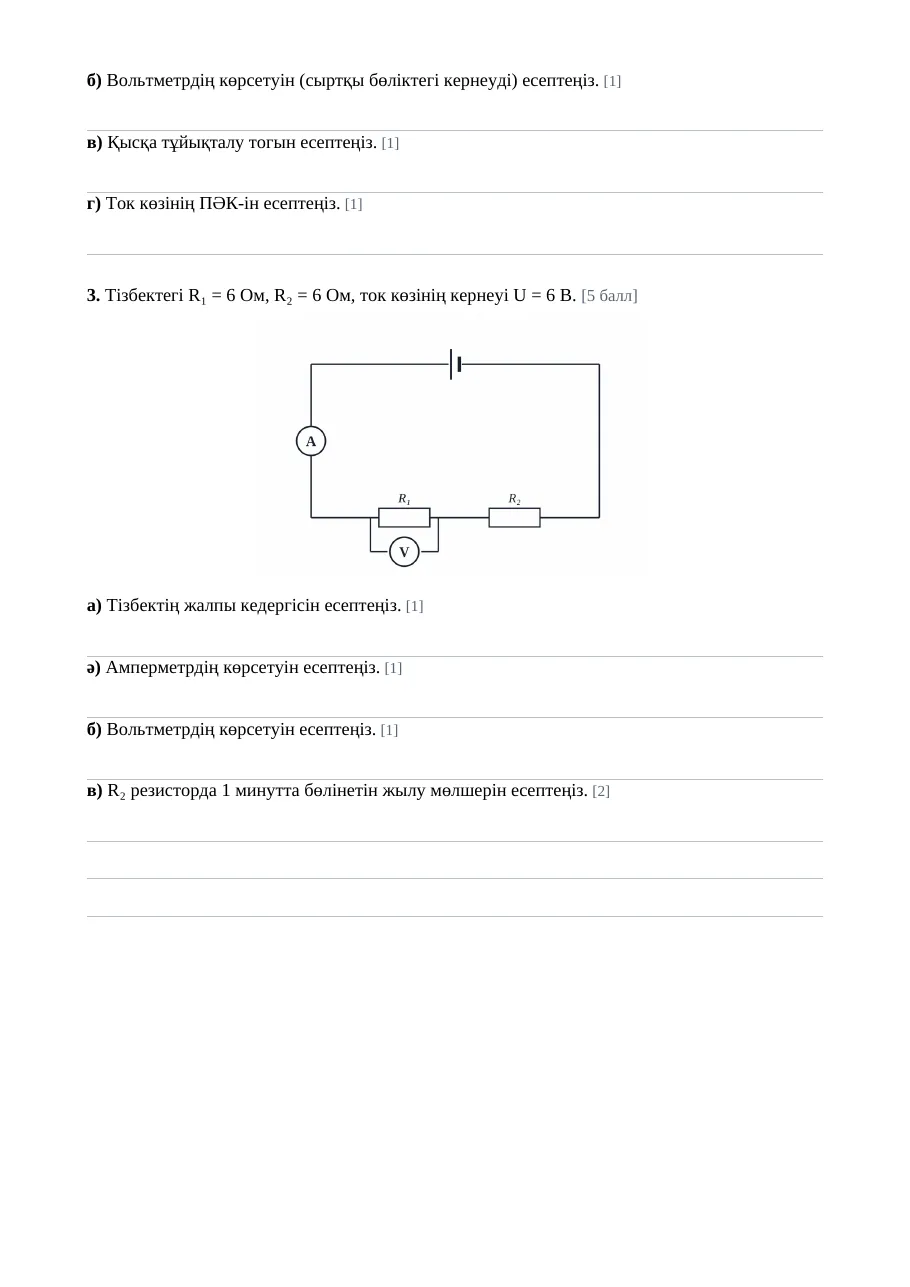 б) Вольтметрдің көрсетуін (сыртқы бөліктегі кернеуді) есептеңіз. [1]
в) Қысқа тұйықталу тогын есептеңіз. [1]
г) Ток көзінің ПӘК-ін есептеңіз. [1]
3. Тізбектегі R₁ = 6 Ом, R₂ = 6 Ом, ток көзінің кернеуі U = 6 В. [5 балл]
A
R₁ R₂
V
а) Тізбектің жалпы кедергісін есептеңіз. [1]
ә) Амперметрдің көрсетуін есептеңіз. [1]
б) Вольтметрдің көрсетуін есептеңіз. [1]
в) R₂ резисторда 1 минутта бөлінетін жылу мөлшерін есептеңіз. [2]